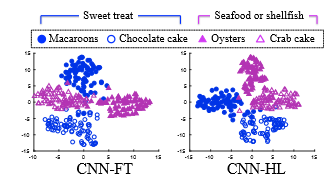 Sweet treat Seafood or shellfish
Macaroons Chocolate cake Oysters Crab cake
15 15
10 10
5 5
0 0
-5 -5
-10 -10
-15 -15
-10 -5 0 5 10 15 -15 -10 -5 0 5 10 15
CNN-FT CNN-HL